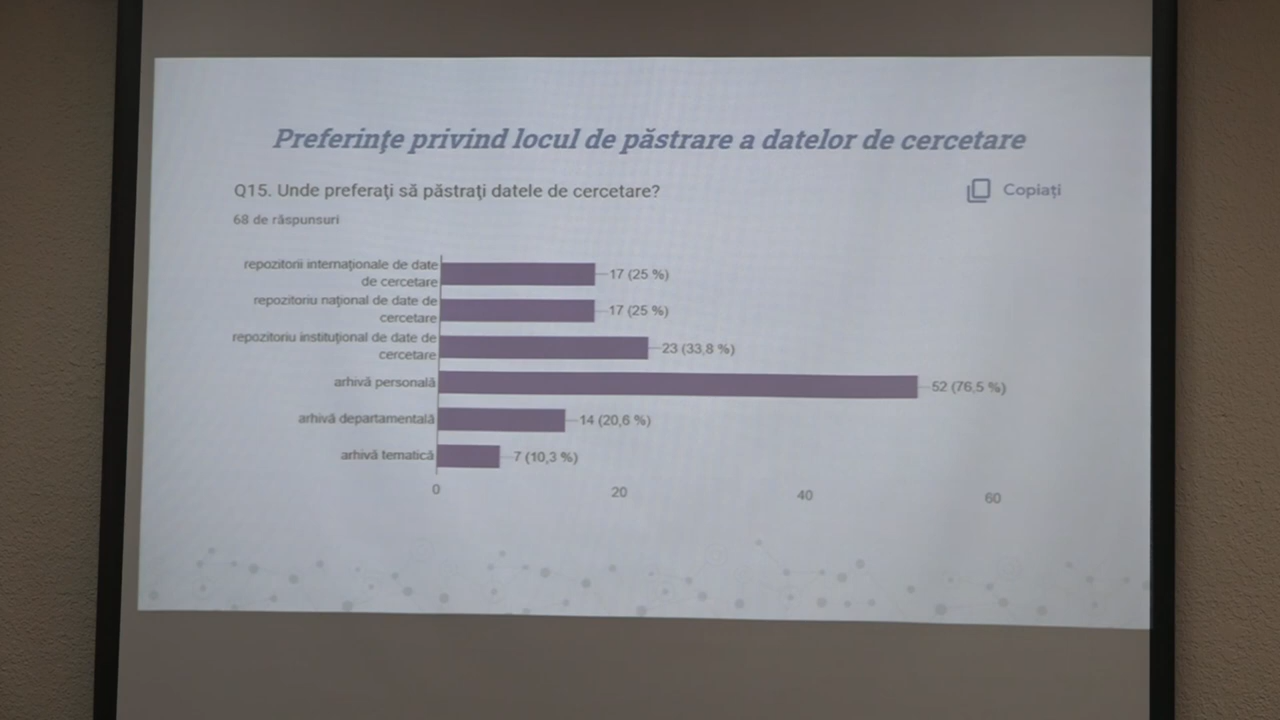 Preferințe privind locul de păstrare a datelor de cercetare
Q15. Unde preferați să păstrați datele de cercetare?
Copiați
68 de răspunsuri
repozitorii internaționale de date
de cercetare
17 (25 %)
repozitoriu național de date de
cercetare
17 (25 %)
repozitoriu instituțional de date de
cercetare
23 (33,8 %)
arhivă personală
52 (76,5 %)
arhivă departamentală
14 (20,6 %)
arhivă tematică
7 (10,3 %)
0 20 40 60